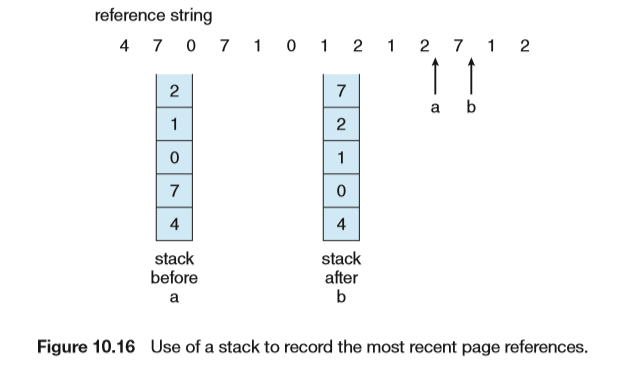 reference string
4 7 0 7 1 0 1 2 1 2 7 1 2
a b
2
1
0
7
4
stack
before
a
7
2
1
0
4
stack
after
b
Figure 10.16 Use of a stack to record the most recent page references.